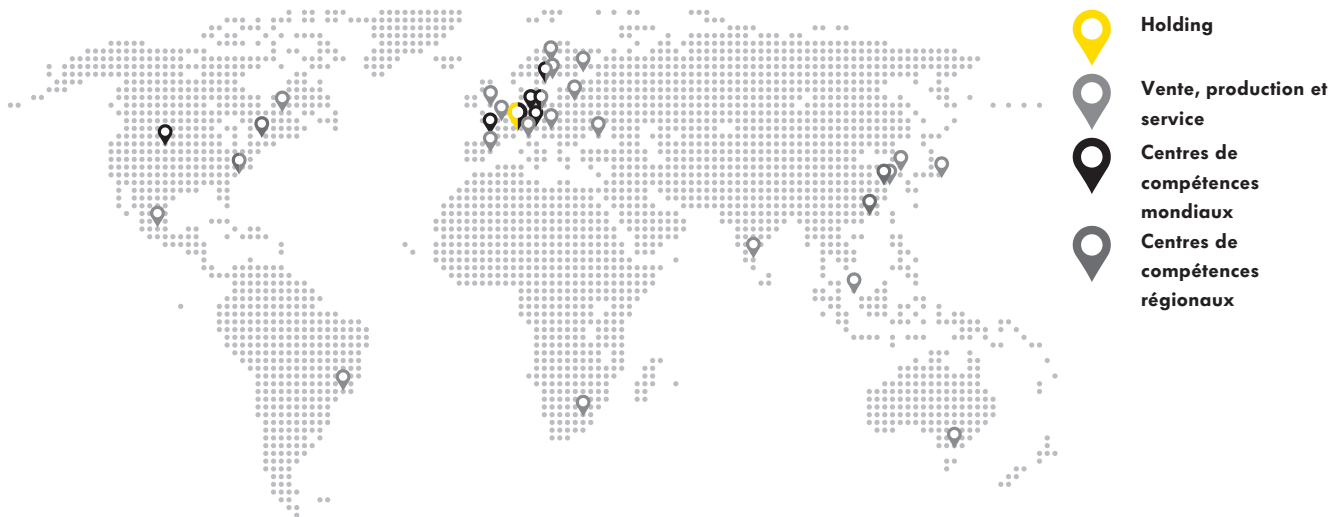 Holding
Vente, production et
service
Centres de
compétences
mondiaux
Centres de
compétences
régionaux